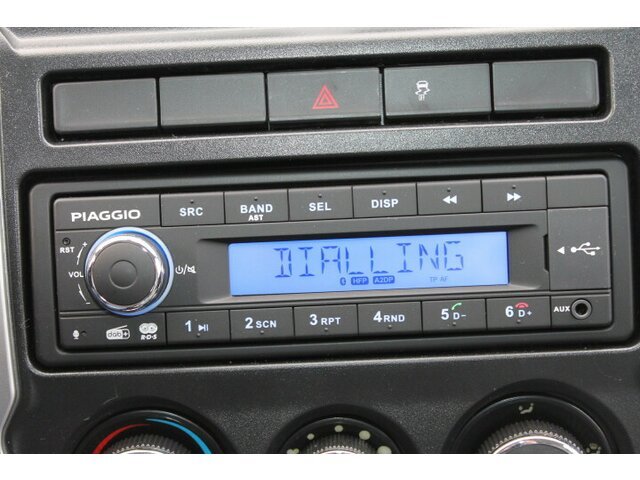 PIAGGIO
SRC
BAND
AST
SEL
DISP
RST
VOL
DIALLING
HFP A2DP TP AF
AUX
dab+
R·D·S
1
2 SCN
3 RPT
4 RND
5 D-
6 D+